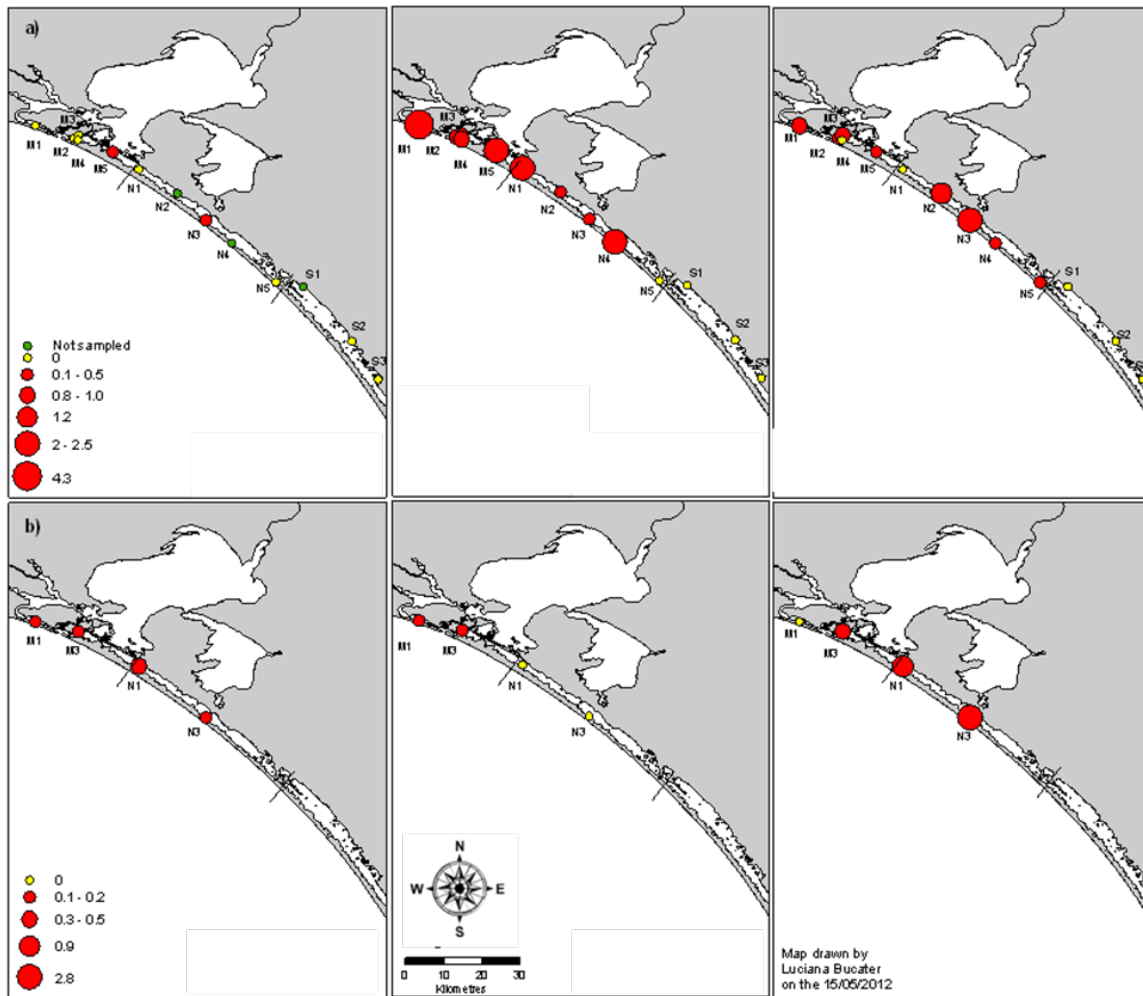 a)
M1
M2
M3
M4
M5
N1
N2
N3
N4
N5
S1
S2
S3
Not sampled
0
0.1 - 0.5
0.8 - 1.0
1.2
2 - 2.5
4.3
M1
M2
M3
M4
M5
N1
N2
N3
N4
N5
S1
S2
S3
M1
M2
M3
M4
M5
N1
N2
N3
N4
N5
S1
S2
b)
M1
M3
N1
N3
0
0.1 - 0.2
0.3 - 0.5
0.9
2.8
M1
M3
N1
N3
N
W E
S
0 10 20 30
Kilometres
M1
M3
N1
N3
Map drawn by
Luciana Bucater
on the 15/05/2012